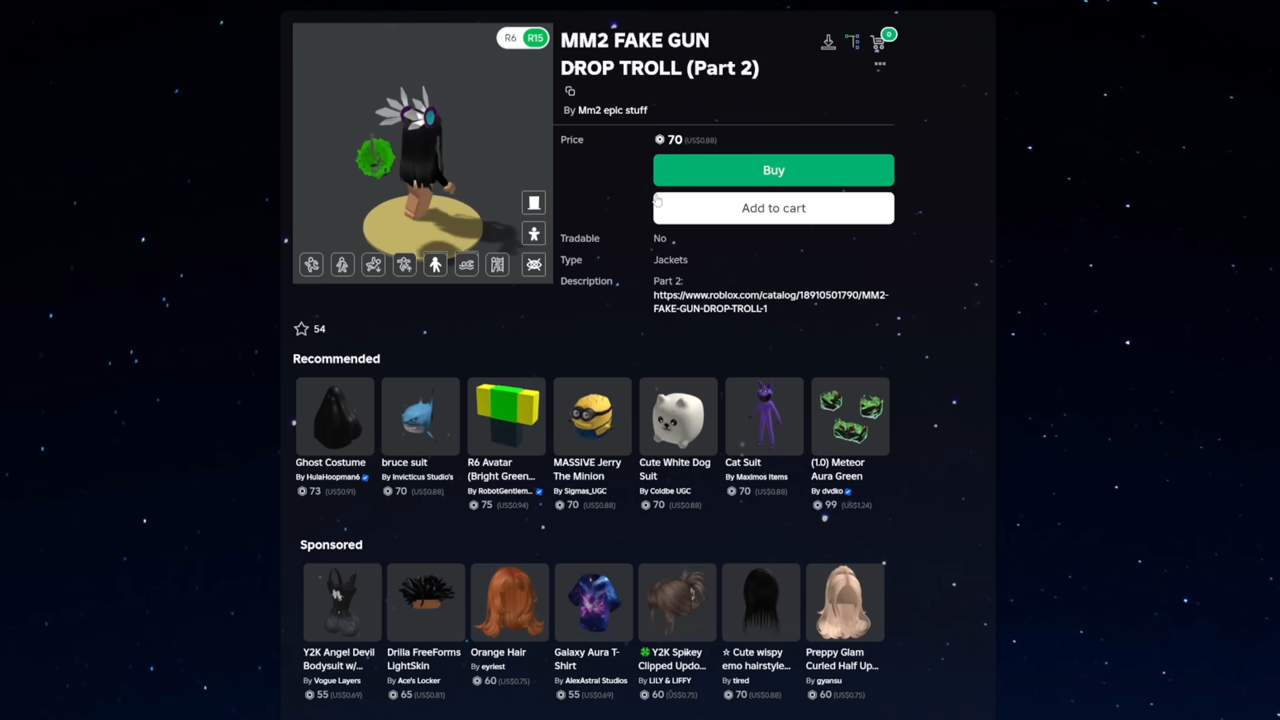 R6 R15
MM2 FAKE GUN
DROP TROLL (Part 2)
0
By Mm2 epic stuff
Price 70 (US$0.88)
Buy
Add to cart
Tradable No
Type Jackets
Description Part 2:
https://www.roblox.com/catalog/18910501790/MM2-
FAKE-GUN-DROP-TROLL-1
54
Recommended
Ghost Costume
By HulaHoopman6
73 (US$0.91)
bruce suit
By Invicticus Studio's
70 (US$0.88)
R6 Avatar
(Bright Green...
By RobotGentlem...
75 (US$0.94)
MASSIVE Jerry
The Minion
By Sigmas_UGC
70 (US$0.88)
Cute White Dog
Suit
By Coldbe UGC
70 (US$0.88)
Cat Suit
By Maximos Items
70 (US$0.88)
(1.0) Meteor
Aura Green
By dvdko
99 (US$1.24)
Sponsored
Y2K Angel Devil
Bodysuit w/...
By Vogue Layers
55 (US$0.69)
Drilla FreeForms
LightSkin
By Ace's Locker
65 (US$0.81)
Orange Hair
By eyriest
60 (US$0.75)
Galaxy Aura T-
Shirt
By AlexAstral Studios
55 (US$0.69)
🍀 Y2K Spikey
Clipped Updo...
By LILY & LIFFY
60 (US$0.75)
☆ Cute wispy
emo hairstyle...
By tired
70 (US$0.88)
Preppy Glam
Curled Half Up...
By gyansu
60 (US$0.75)